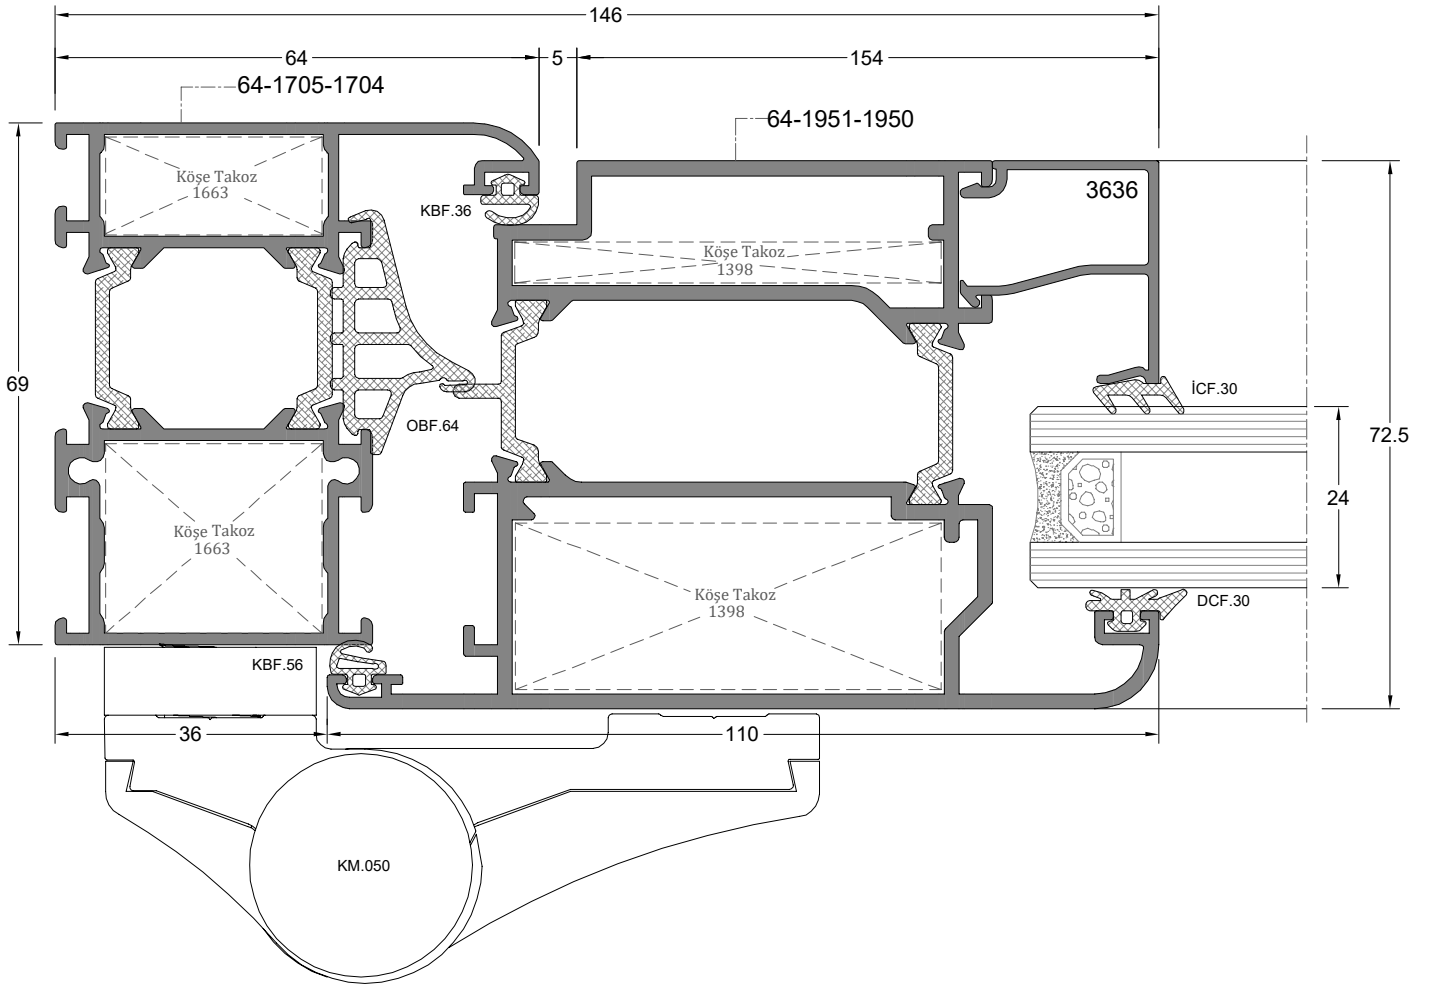 146
64
5
154
64-1705-1704
64-1951-1950
Köşe Takoz
1663
KBF.36
3636
Köşe Takoz
1398
69
OBF.64
İCF.30
72.5
24
Köşe Takoz
1663
Köşe Takoz
1398
DCF.30
KBF.56
36
110
KM.050